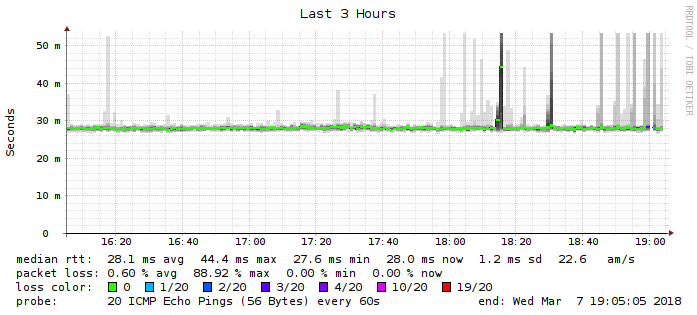 Last 3 Hours
RRDTOOL / TOBI OETIKER
Seconds
50 m
40 m
30 m
20 m
10 m
0
16:20 16:40 17:00 17:20 17:40 18:00 18:20 18:40 19:00
median rtt: 28.1 ms avg 44.4 ms max 27.6 ms min 28.0 ms now 1.2 ms sd 22.6 am/s
packet loss: 0.60 % avg 88.92 % max 0.00 % min 0.00 % now
loss color: 0 1/20 2/20 3/20 4/20 10/20 19/20
probe: 20 ICMP Echo Pings (56 Bytes) every 60s end: Wed Mar 7 19:05:05 2018